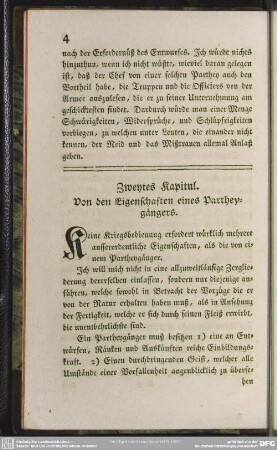 4
nach der Erfordernüß des Entwurfes. Ich würde nichts
hinzuthun, wenn ich nicht wüßte, wieviel daran gelegen
ist, daß der Chef von einer solchen Parthey auch den
Vortheil habe, die Truppen und die Officiers von der
Armee auszulesen, die er zu seiner Unternehmung am
geschicktesten findet. Dardurch würde man einer Menge
Schwürigkeiten, Widersprüche, und Schlüpfrigkeiten
vorbiegen, zu welchen unter Leuten, die einander nicht
kennen, der Neid und das Mißtrauen allemal Anlaß
geben.
Zweytes Kapitul.
Von den Eigenschaften eines Parthey-
gängers.
Keine Kriegsbedienung erfordert würklich mehrere
ausserordentliche Eigenschaften, als die von ei-
nem Partheygänger.
Ich will mich nicht in eine allzuweitläufige Zerglie-
derung derselben einlassen, sondern nur diejenige an-
führen, welche sowohl in Betracht der Vorzüge die er
von der Natur erhalten haben muß, als in Ansehung
der Fertigkeit, welche er sich durch seinen Fleiß erwirbt,
die unentbehrlichste sind.
Ein Partheygänger muß besitzen 1) eine an Ent-
würfen, Ränken und Auskünften reiche Einbildungs-
kraft. 2) Einen durchdringenden Geist, welcher alle
Umstände einer Vorfallenheit augenblicklich zu überse-
hen